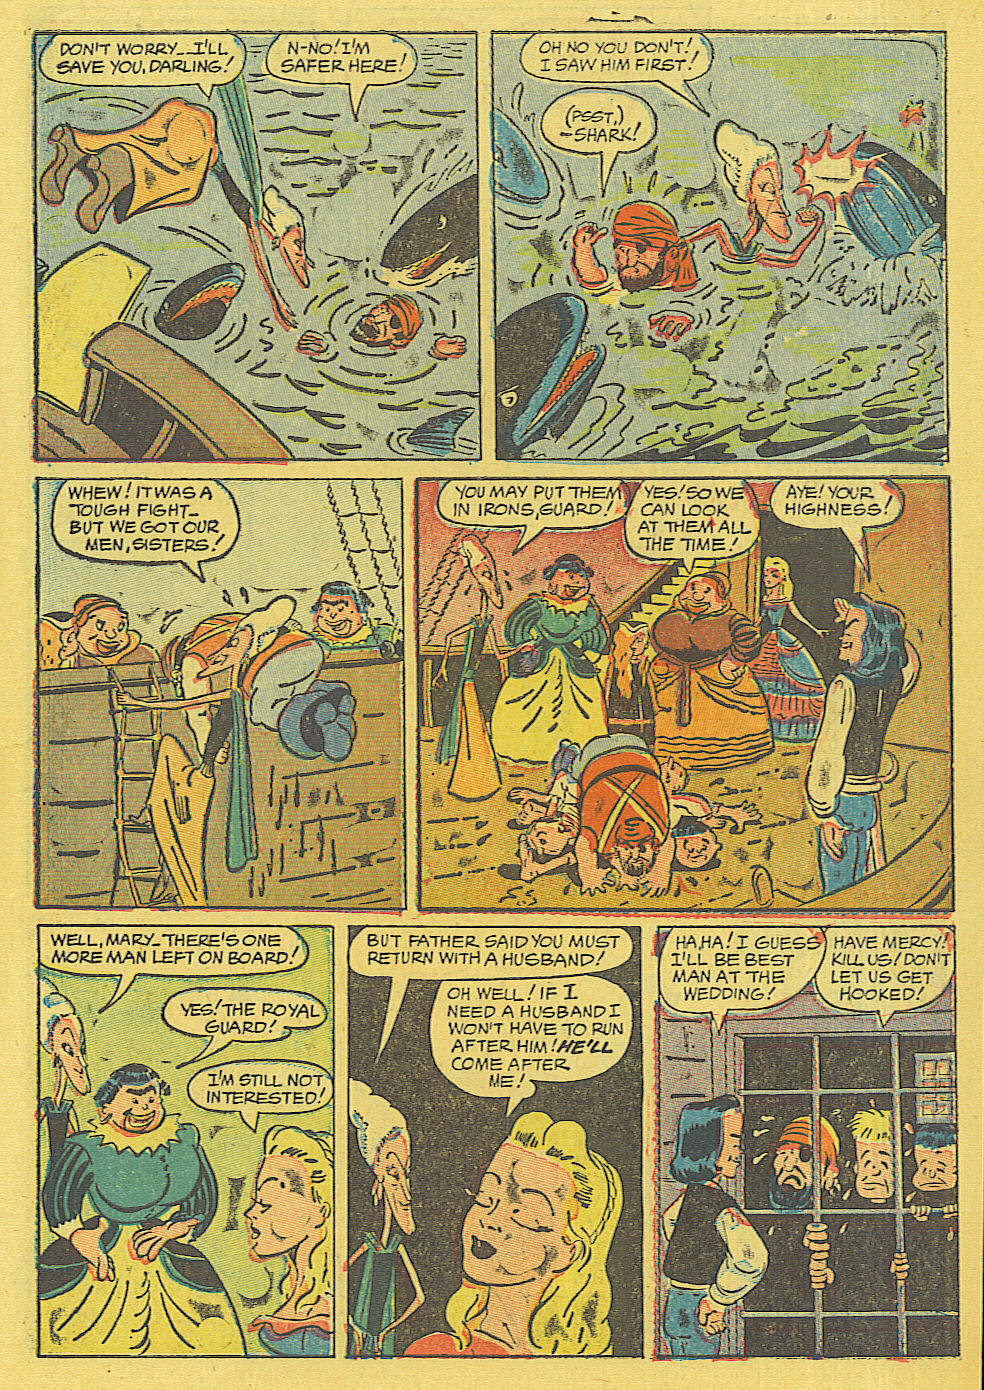 DON'T WORRY__I'LL
SAVE YOU, DARLING!
N-NO! I'M
SAFER HERE!
OH NO YOU DON'T!
I SAW HIM FIRST!
(PSST,)
-SHARK!
WHEW! IT WAS A
TOUGH FIGHT_
BUT WE GOT OUR
MEN, SISTERS!
YOU MAY PUT THEM
IN IRONS, GUARD!
YES! SO WE
CAN LOOK
AT THEM ALL
THE TIME!
AYE! YOUR
HIGHNESS!
WELL, MARY_THERE'S ONE
MORE MAN LEFT ON BOARD!
YES! THE ROYAL
GUARD!
I'M STILL NOT
INTERESTED!
BUT FATHER SAID YOU MUST
RETURN WITH A HUSBAND!
OH WELL! IF I
NEED A HUSBAND I
WON'T HAVE TO RUN
AFTER HIM! HE'LL
COME AFTER
ME!
HA, HA! I GUESS
I'LL BE BEST
MAN AT THE
WEDDING!
HAVE MERCY!
KILL US! DON'T
LET US GET
HOOKED!